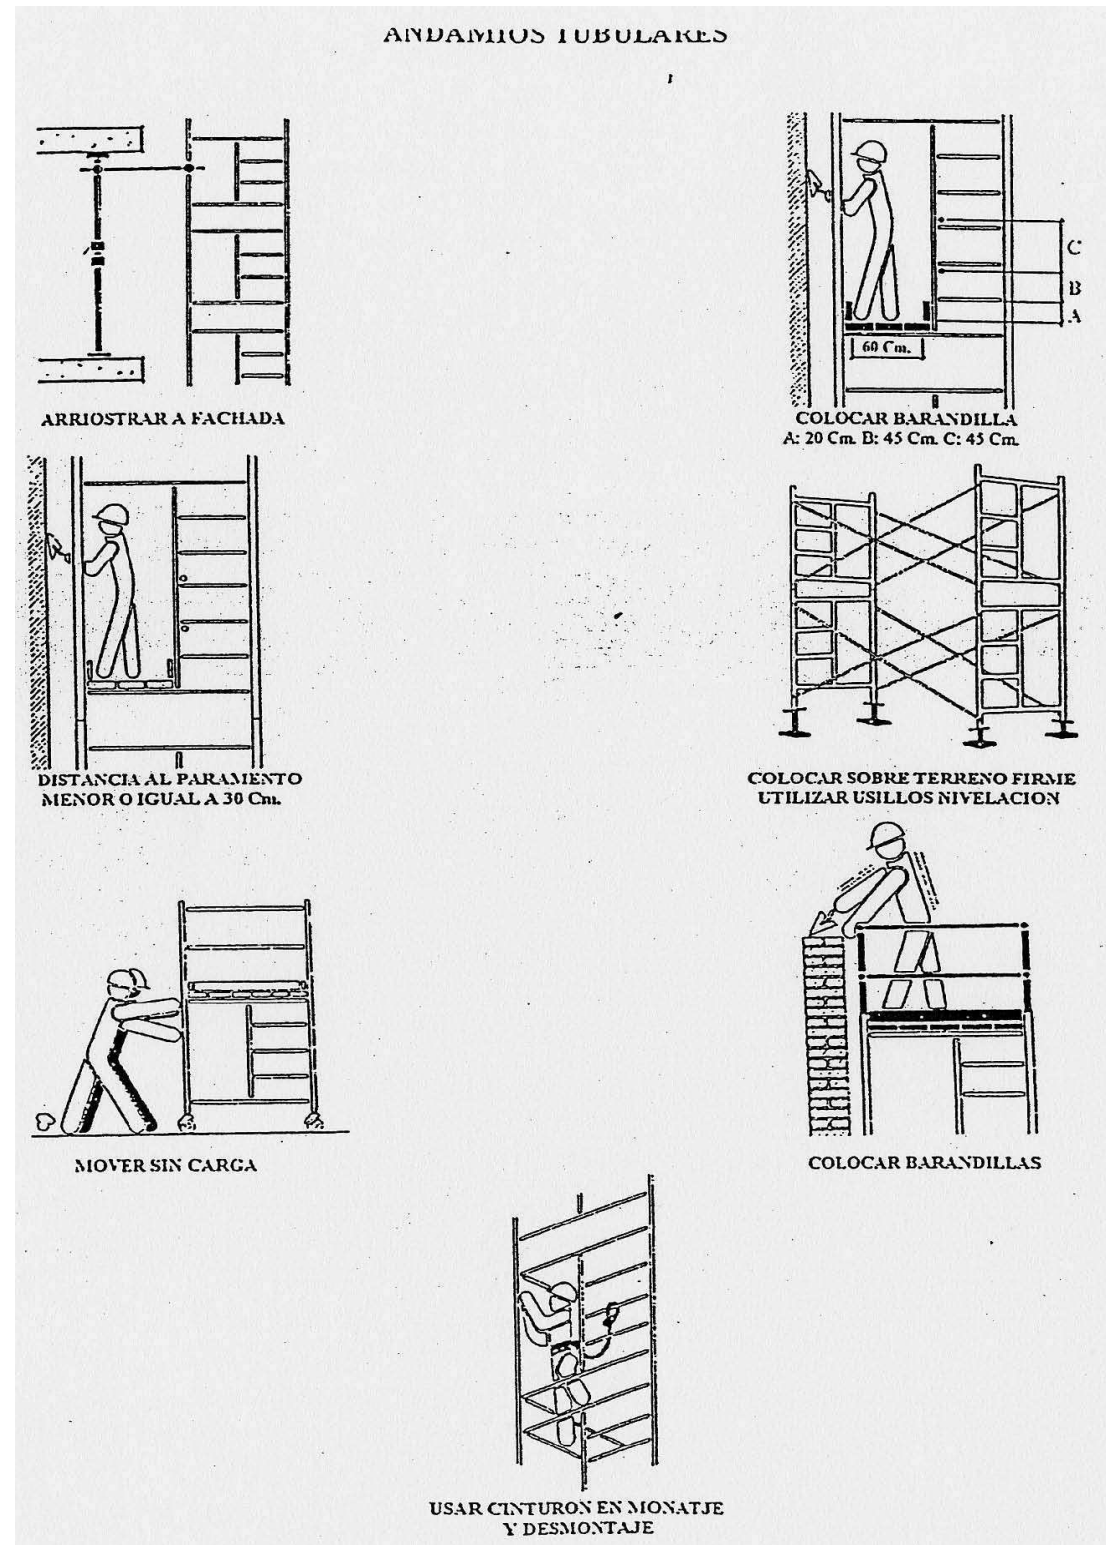 ANDAMIOS TUBULARES
ARRIOSTRAR A FACHADA
C
B
A
60 Cm.
COLOCAR BARANDILLA
A: 20 Cm. B: 45 Cm. C: 45 Cm.
DISTANCIA AL PARAMENTO
MENOR O IGUAL A 30 Cm.
COLOCAR SOBRE TERRENO FIRME
UTILIZAR USILLOS NIVELACION
MOVER SIN CARGA
COLOCAR BARANDILLAS
USAR CINTURON EN MONATJE
Y DESMONTAJE